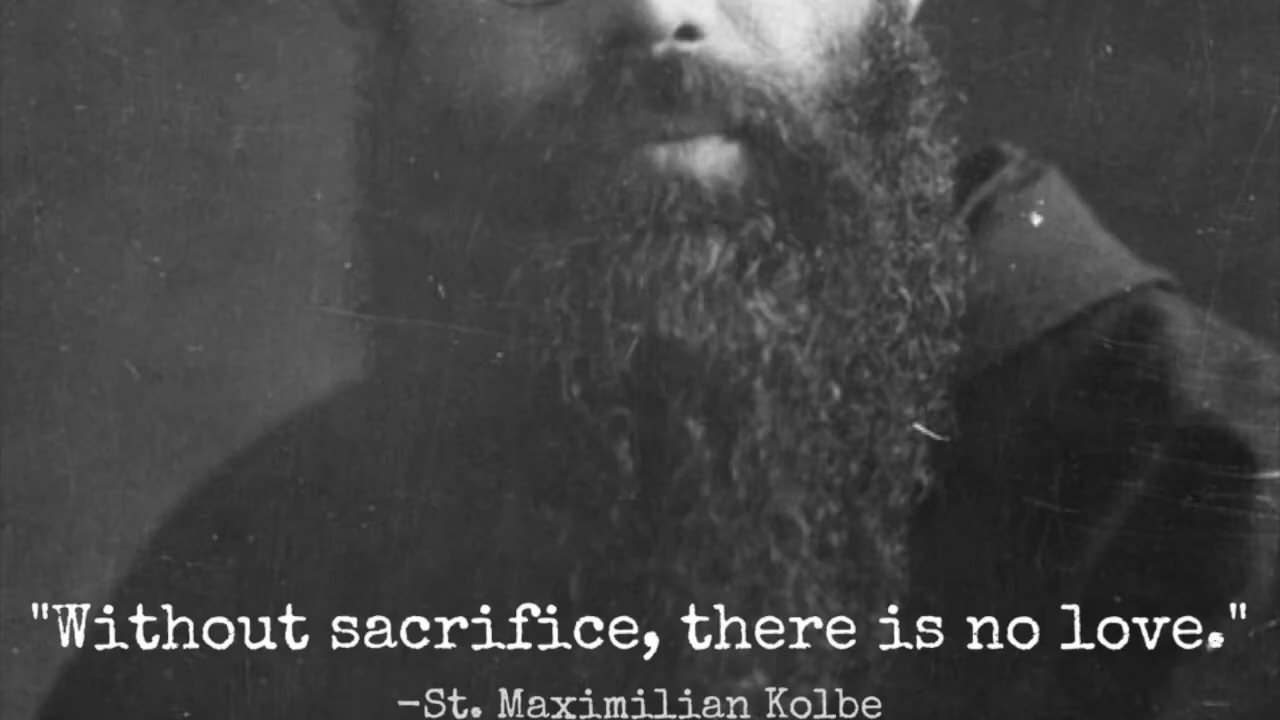 "Without sacrifice, there is no love."
-St. Maximilian Kolbe